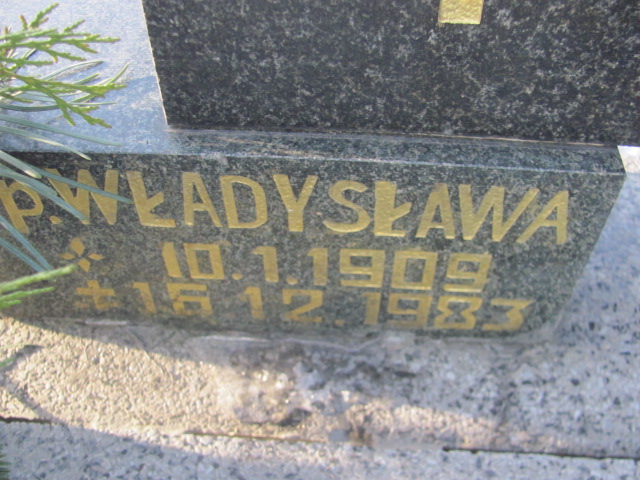 p. WŁADYSŁAWA
* 10.1.1909
± 16 12.1983